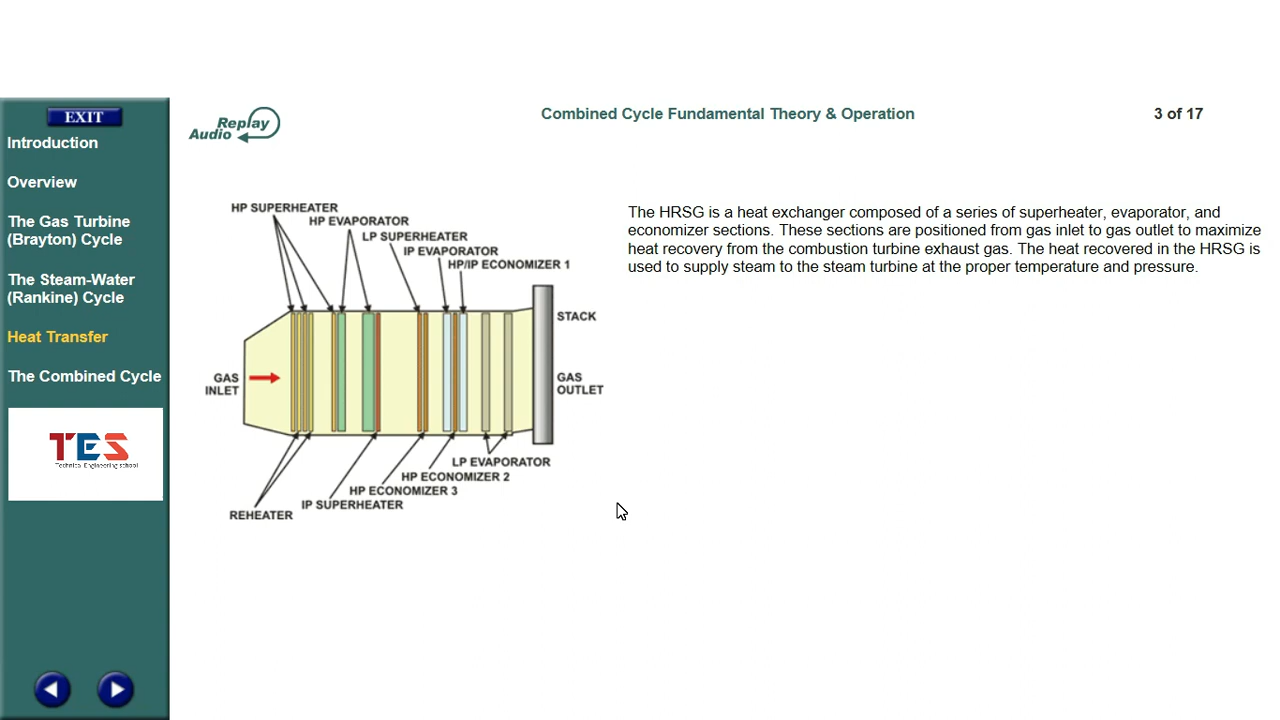 EXIT
Introduction
Overview
The Gas Turbine
(Brayton) Cycle
The Steam-Water
(Rankine) Cycle
Heat Transfer
The Combined Cycle
TES
Technical Engineering school
Replay
Audio
Combined Cycle Fundamental Theory & Operation
3 of 17
HP SUPERHEATER
HP EVAPORATOR
LP SUPERHEATER
IP EVAPORATOR
HP/IP ECONOMIZER 1
STACK
GAS
INLET
GAS
OUTLET
LP EVAPORATOR
HP ECONOMIZER 2
HP ECONOMIZER 3
IP SUPERHEATER
REHEATER
The HRSG is a heat exchanger composed of a series of superheater, evaporator, and
economizer sections. These sections are positioned from gas inlet to gas outlet to maximize
heat recovery from the combustion turbine exhaust gas. The heat recovered in the HRSG is
used to supply steam to the steam turbine at the proper temperature and pressure.